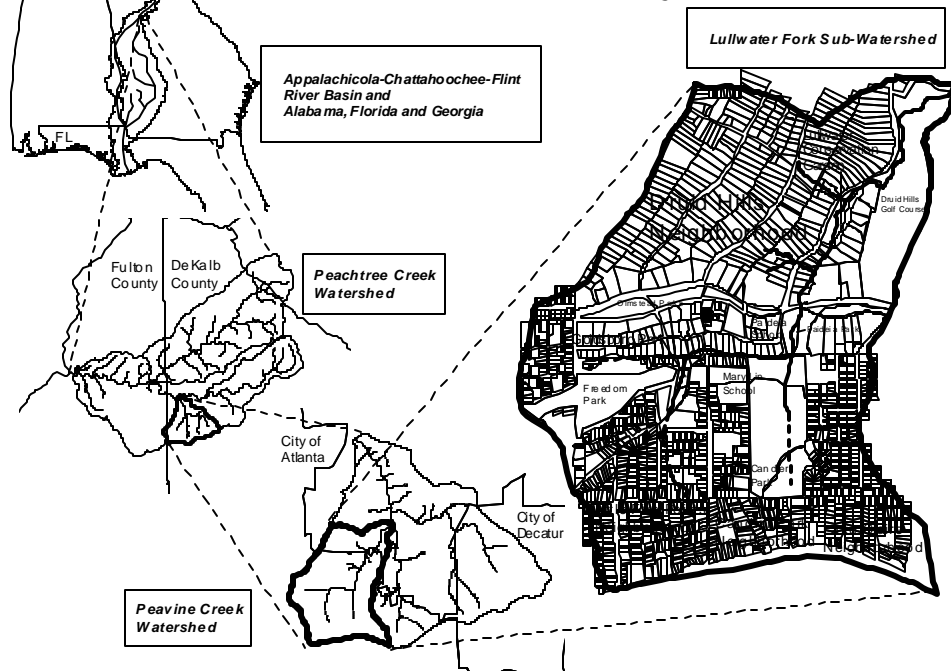 Lullwater Fork Sub-Watershed
Appalachicola-Chattahoochee-Flint
River Basin and
Alabama, Florida and Georgia
FL
Druid Hills
Golf Course
Druid Hills
Neighborhood
Fulton
County
DeKalb
County
Peachtree Creek
Watershed
Freedom
Park
Mary Lin
School
City of
Atlanta
Candler
Park
City of
Decatur
Neighborhood
Peavine Creek
Watershed